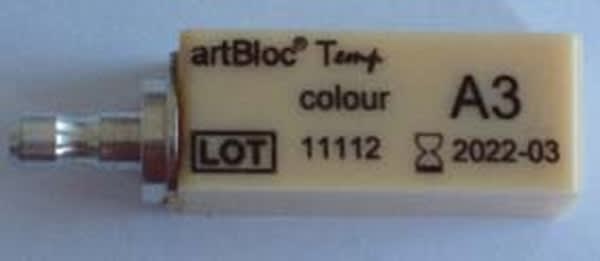 artBloc® Temp
colour A3
LOT 11112 2022-03